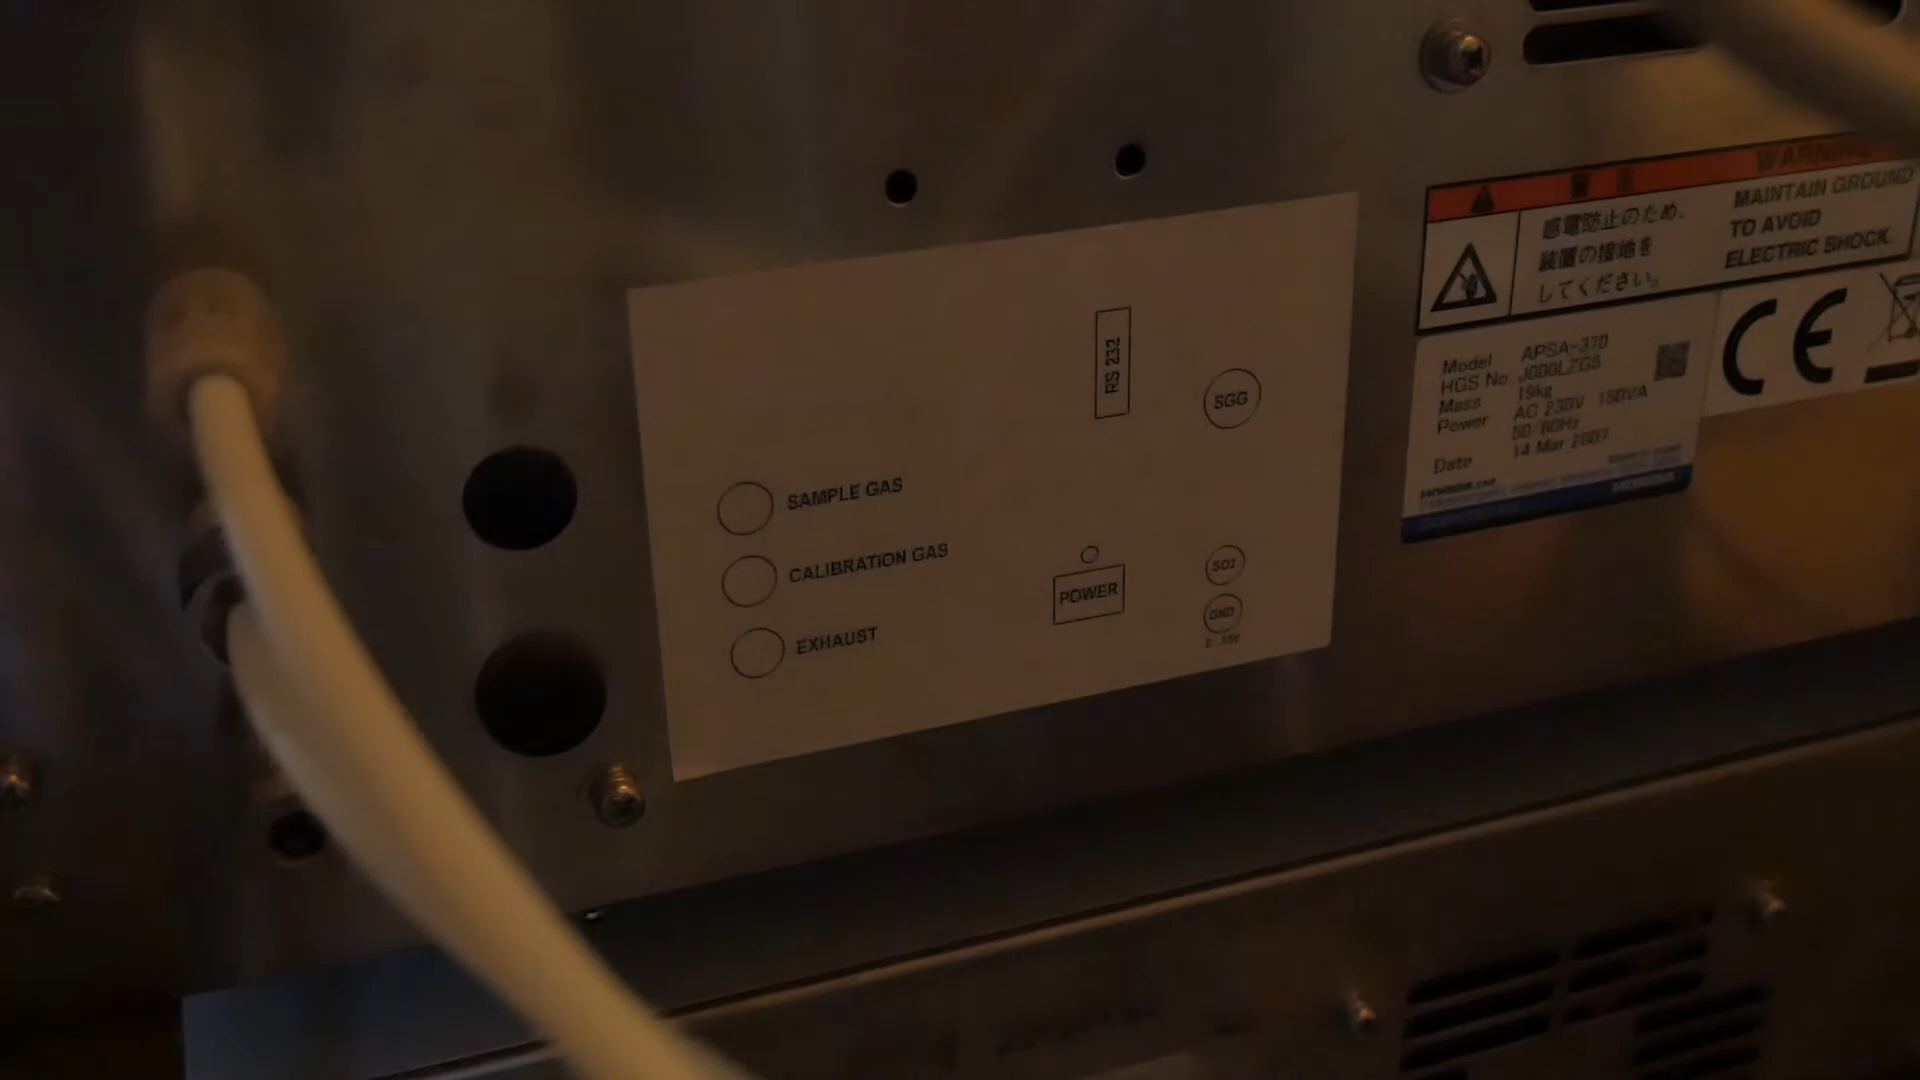 RS 232
SGG
SAMPLE GAS
CALIBRATION GAS
EXHAUST
POWER
SO2
GND
WARNING
感電防止のため、
装置の接地を
してください。
MAINTAIN GROUND
TO AVOID
ELECTRIC SHOCK.
Model APSA-370
HGS No
Mass 19kg
Power AC 230V 150VA
50/60Hz
Date 14 Mar 2007
CE